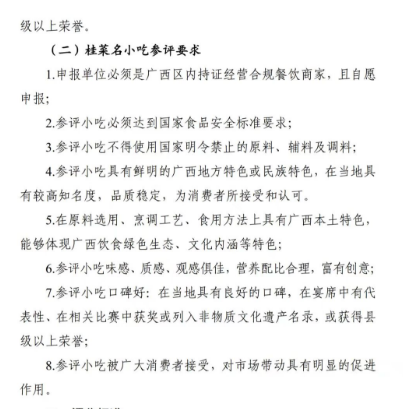 级以上荣誉。
（二）桂菜名小吃参评要求
1.申报单位必须是广西区内持证经营合规餐饮商家，且自愿
申报；
2.参评小吃必须达到国家食品安全标准要求；
3.参评小吃不得使用国家明令禁止的原料、辅料及调料；
4.参评小吃具有鲜明的广西地方特色或民族特色，在当地具
有较高知名度，品质稳定，为消费者所接受和认可。
5.在原料选用、烹调工艺、食用方法上具有广西本土特色，
能够体现广西饮食绿色生态、文化内涵等特色；
6.参评小吃味感、质感、观感俱佳，营养配比合理，富有创意；
7.参评小吃口碑好：在当地具有良好的口碑，在宴席中有代
表性、在相关比赛中获奖或列入非物质文化遗产名录，或获得县
级以上荣誉；
8.参评小吃被广大消费者接受，对市场带动具有明显的促进
作用。